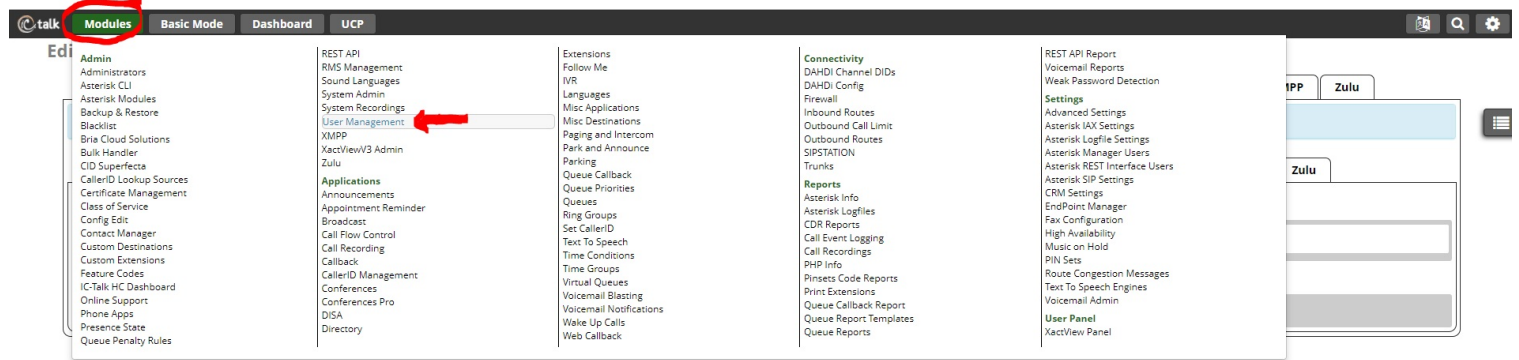 talk
Modules
Basic Mode
Dashboard
UCP
Edi
Admin
Administrators
Asterisk CLI
Asterisk Modules
Backup & Restore
Blacklist
Bria Cloud Solutions
Bulk Handler
CID Superfecta
CallerID Lookup Sources
Certificate Management
Class of Service
Config Edit
Contact Manager
Custom Destinations
Custom Extensions
Feature Codes
IC-Talk HC Dashboard
Online Support
Phone Apps
Presence State
Queue Penalty Rules
REST API
RMS Management
Sound Languages
System Admin
System Recordings
User Management
XMPP
XactViewV3 Admin
Zulu
Applications
Announcements
Appointment Reminder
Broadcast
Call Flow Control
Call Recording
Callback
CallerID Management
Conferences
Conferences Pro
DISA
Directory
Extensions
Follow Me
IVR
Languages
Misc Applications
Misc Destinations
Paging and Intercom
Park and Announce
Parking
Queue Callback
Queue Priorities
Queues
Ring Groups
Set CallerID
Text To Speech
Time Conditions
Time Groups
Virtual Queues
Voicemail Blasting
Voicemail Notifications
Wake Up Calls
Web Callback
Connectivity
DAHDI Channel DIDs
DAHDI Config
Firewall
Inbound Routes
Outbound Call Limit
Outbound Routes
SIPSTATION
Trunks
Reports
Asterisk Info
Asterisk Logfiles
CDR Reports
Call Event Logging
Call Recordings
PHP Info
Pinsets Code Reports
Print Extensions
Queue Callback Report
Queue Report Templates
Queue Reports
REST API Report
Voicemail Reports
Weak Password Detection
Settings
Advanced Settings
Asterisk IAX Settings
Asterisk Logfile Settings
Asterisk Manager Users
Asterisk REST Interface Users
Asterisk SIP Settings
CRM Settings
EndPoint Manager
Fax Configuration
High Availability
Music on Hold
PIN Sets
Route Congestion Messages
Text To Speech Engines
Voicemail Admin
User Panel
XactView Panel
MPP
Zulu
Zulu